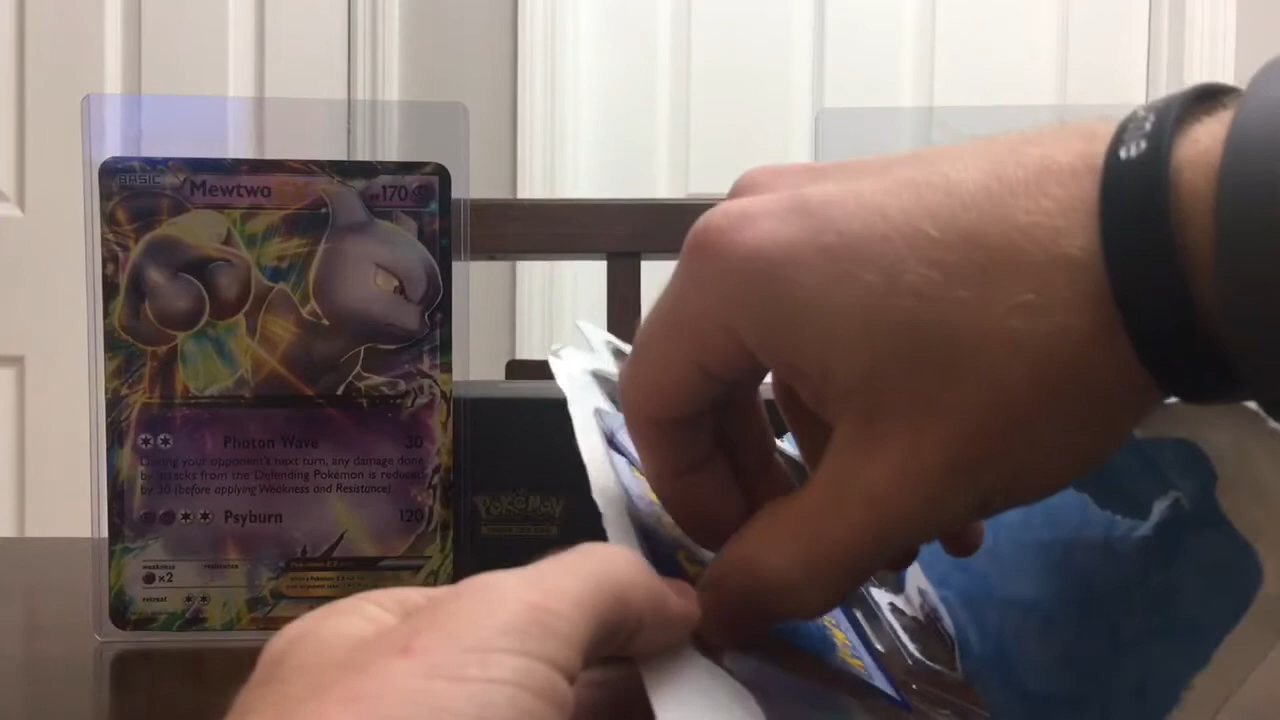 BASIC Mewtwo HP170
Photon Wave 30
During your opponent's next turn, any damage done
by attacks from the Defending Pokémon is reduced
by 30 (before applying Weakness and Resistance)
Psyburn 120
weakness resistance
×2
retreat
Pokémon